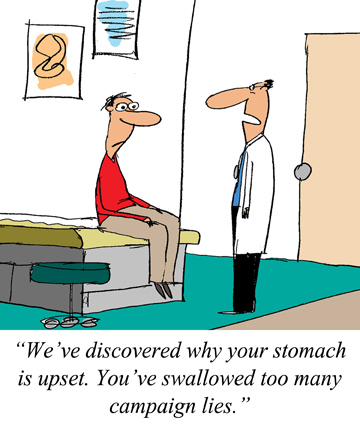 “We’ve discovered why your stomach
is upset. You’ve swallowed too many
campaign lies.”